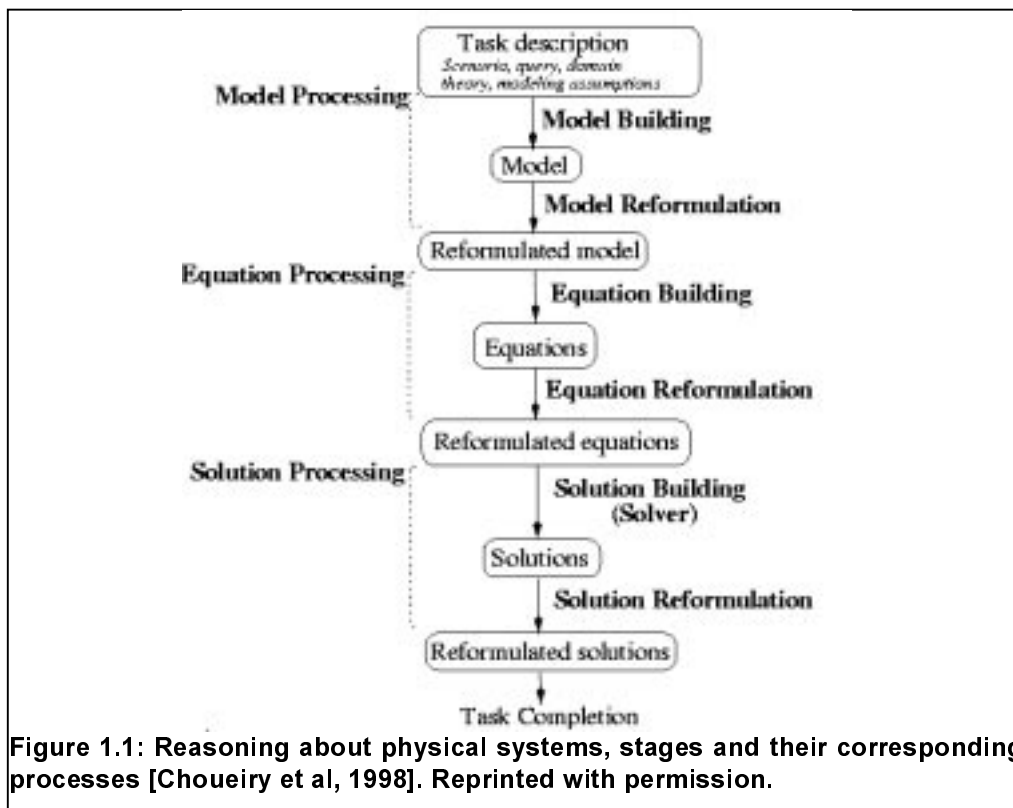 Task description
Scenario, query, domain
theory, modeling assumptions
Model Processing
Model Building
Model
Model Reformulation
Reformulated model
Equation Processing
Equation Building
Equations
Equation Reformulation
Reformulated equations
Solution Processing
Solution Building
(Solver)
Solutions
Solution Reformulation
Reformulated solutions
Task Completion
Figure 1.1: Reasoning about physical systems, stages and their corresponding
processes [Choueiry et al, 1998]. Reprinted with permission.